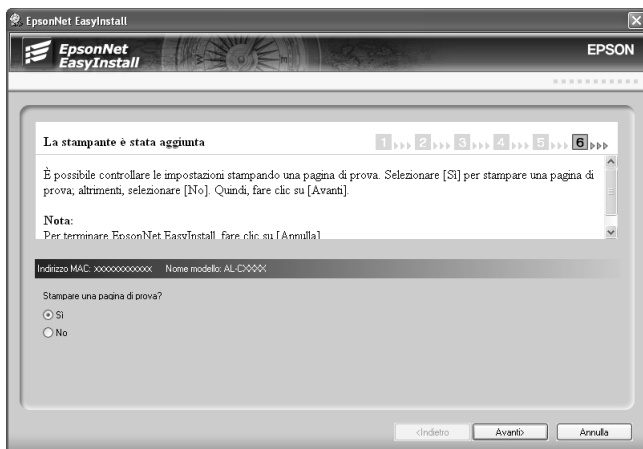 EpsonNet EasyInstall
EpsonNet
EasyInstall
EPSON
La stampante è stata aggiunta
1 2 3 4 5 6
È possibile controllare le impostazioni stampando una pagina di prova. Selezionare [Sì] per stampare una pagina di
prova; altrimenti, selezionare [No]. Quindi, fare clic su [Avanti].
Nota:
Per terminare EpsonNet EasyInstall, fare clic su [Annulla]
Indirizzo MAC: xxxxxxxxxxxx Nome modello: AL-CXXXX
Stampare una pagina di prova?
Sì
No
<Indietro
Avanti>
Annulla